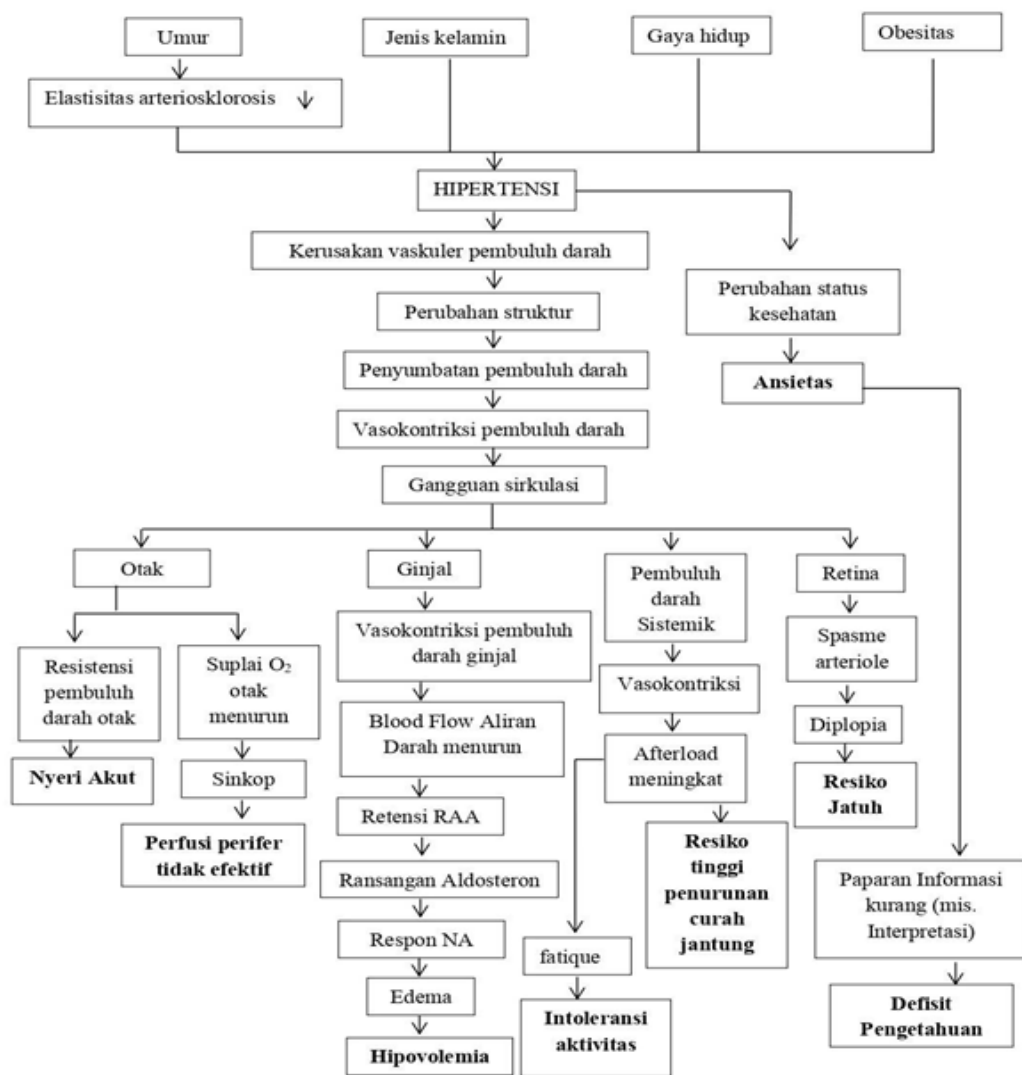 Umur
Jenis kelamin
Gaya hidup
Obesitas
Elastisitas arteriosklorosis ↓
HIPERTENSI
Kerusakan vaskuler pembuluh darah
Perubahan struktur
Penyumbatan pembuluh darah
Vasokontriksi pembuluh darah
Gangguan sirkulasi
Perubahan status
kesehatan
Ansietas
Otak
Ginjal
Pembuluh
darah
Sistemik
Retina
Resistensi
pembuluh
darah otak
Nyeri Akut
Suplai O₂
otak
menurun
Sinkop
Perfusi perifer
tidak efektif
Vasokontriksi pembuluh
darah ginjal
Blood Flow Aliran
Darah menurun
Retensi RAA
Ransangan Aldosteron
Respon NA
Edema
Hipovolemia
Vasokontriksi
Afterload
meningkat
fatique
Intoleransi
aktivitas
Resiko
tinggi
penurunan
curah
jantung
Spasme
arteriole
Diplopia
Resiko
Jatuh
Paparan Informasi
kurang (mis.
Interpretasi)
Defisit
Pengetahuan